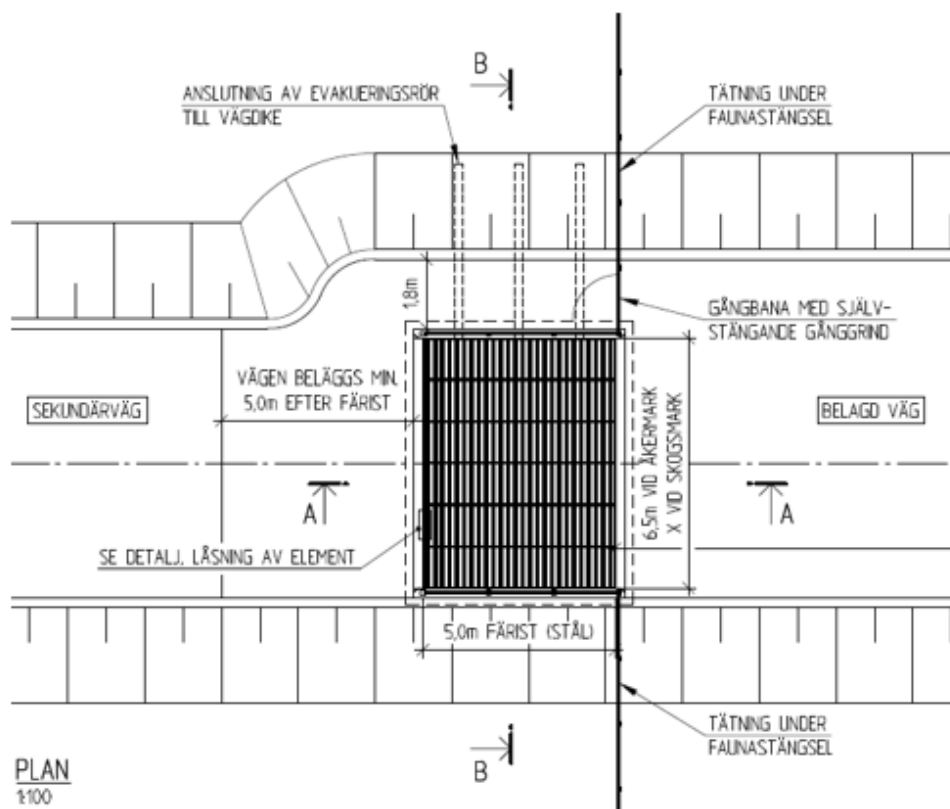 B
ANSLUTNING AV EVAKUERINGSRÖR
TILL VÄGDIKE
TÄTNING UNDER
FAUNASTÄNGSEL
1,8m
GÅNGBANA MED SJÄLV-
STÄNGANDE GÅNGGRIND
VÄGEN BELÄGGS MIN.
5,0m EFTER FÄRIST
SEKUNDÄRVÄG
BELAGD VÄG
6,5m VID ÅKERMARK
X VID SKOGSMARK
A
A
SE DETALJ. LÅSNING AV ELEMENT
5,0m FÄRIST (STÅL)
TÄTNING UNDER
FAUNASTÄNGSEL
B
PLAN
1:100